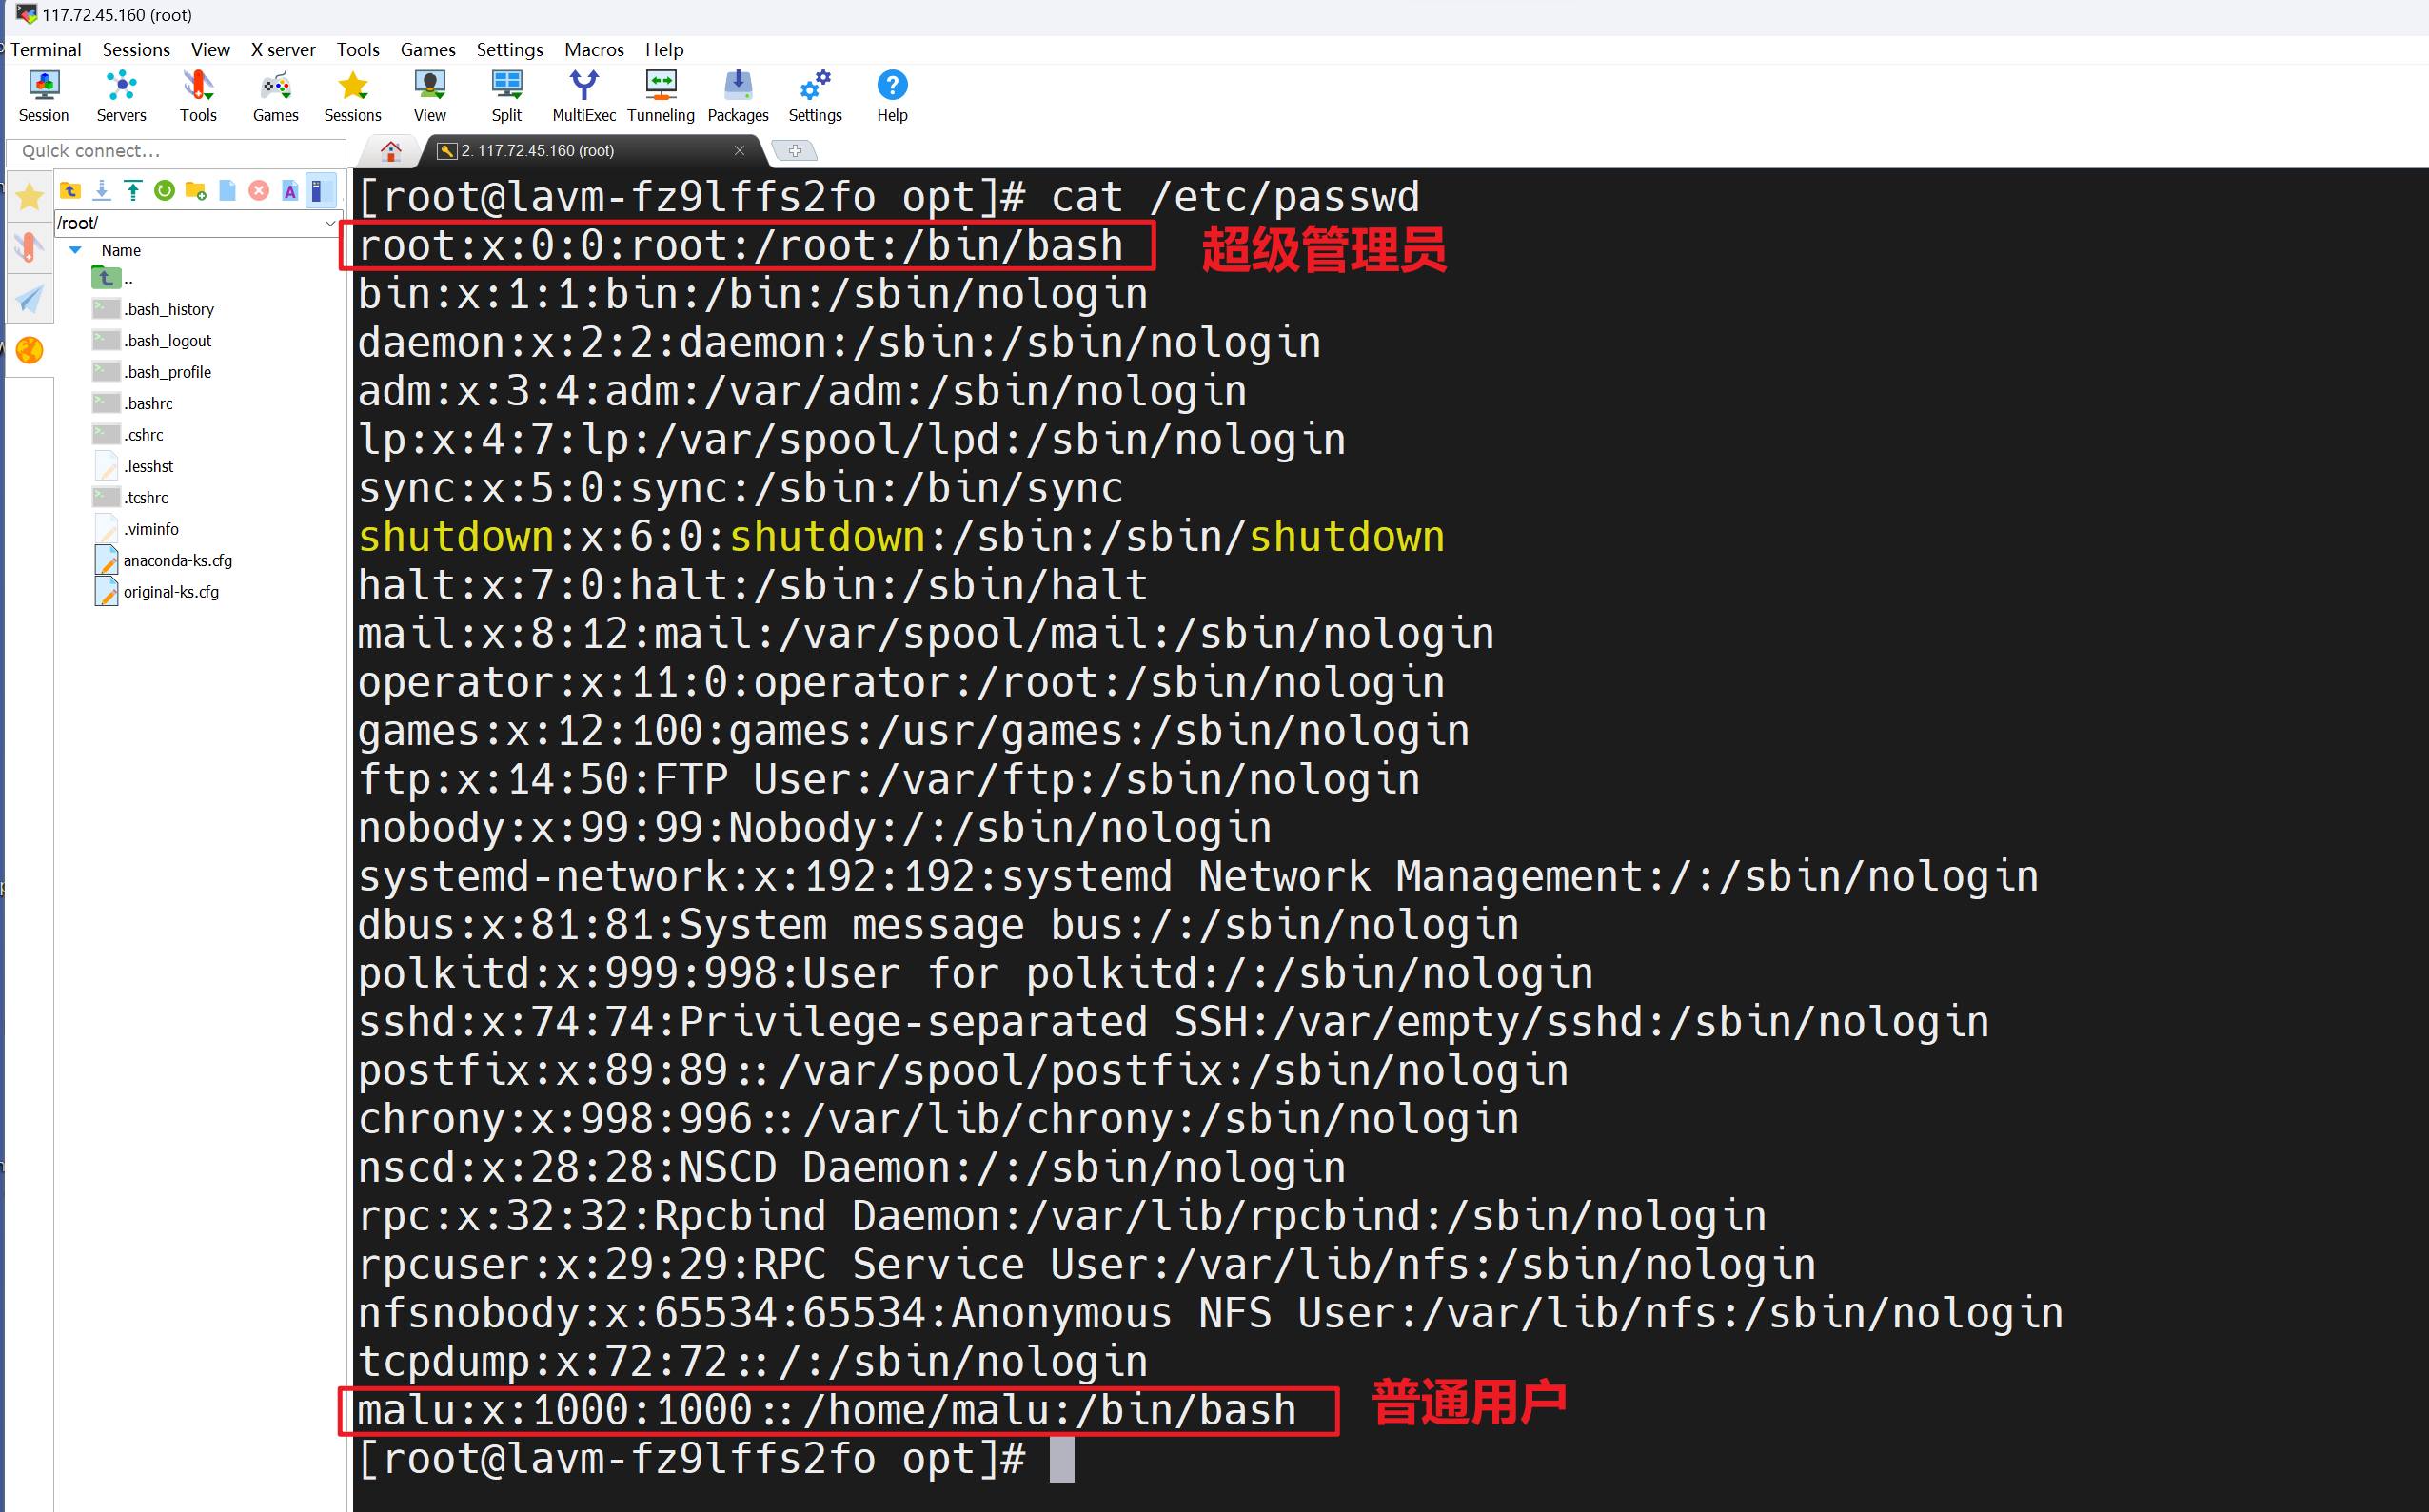 117.72.45.160 (root)
Terminal Sessions View X server Tools Games Settings Macros Help
Session Servers Tools Games Sessions View Split MultiExec Tunneling Packages Settings Help
Quick connect...
2. 117.72.45.160 (root)
/root/
Name
..
.bash_history
.bash_logout
.bash_profile
.bashrc
.cshrc
.lesshst
.tcshrc
.viminfo
anaconda-ks.cfg
original-ks.cfg
[root@lavm-fz9lffs2fo opt]# cat /etc/passwd
root:x:0:0:root:/root:/bin/bash 超级管理员
bin:x:1:1:bin:/bin:/sbin/nologin
daemon:x:2:2:daemon:/sbin:/sbin/nologin
adm:x:3:4:adm:/var/adm:/sbin/nologin
lp:x:4:7:lp:/var/spool/lpd:/sbin/nologin
sync:x:5:0:sync:/sbin:/bin/sync
shutdown:x:6:0:shutdown:/sbin:/sbin/shutdown
halt:x:7:0:halt:/sbin:/sbin/halt
mail:x:8:12:mail:/var/spool/mail:/sbin/nologin
operator:x:11:0:operator:/root:/sbin/nologin
games:x:12:100:games:/usr/games:/sbin/nologin
ftp:x:14:50:FTP User:/var/ftp:/sbin/nologin
nobody:x:99:99:Nobody:/:/sbin/nologin
systemd-network:x:192:192:systemd Network Management:/:/sbin/nologin
dbus:x:81:81:System message bus:/:/sbin/nologin
polkitd:x:999:998:User for polkitd:/:/sbin/nologin
sshd:x:74:74:Privilege-separated SSH:/var/empty/sshd:/sbin/nologin
postfix:x:89:89::/var/spool/postfix:/sbin/nologin
chrony:x:998:996::/var/lib/chrony:/sbin/nologin
nscd:x:28:28:NSCD Daemon:/:/sbin/nologin
rpc:x:32:32:Rpcbind Daemon:/var/lib/rpcbind:/sbin/nologin
rpcuser:x:29:29:RPC Service User:/var/lib/nfs:/sbin/nologin
nfsnobody:x:65534:65534:Anonymous NFS User:/var/lib/nfs:/sbin/nologin
tcpdump:x:72:72::/:/sbin/nologin
malu:x:1000:1000::/home/malu:/bin/bash 普通用户
[root@lavm-fz9lffs2fo opt]#